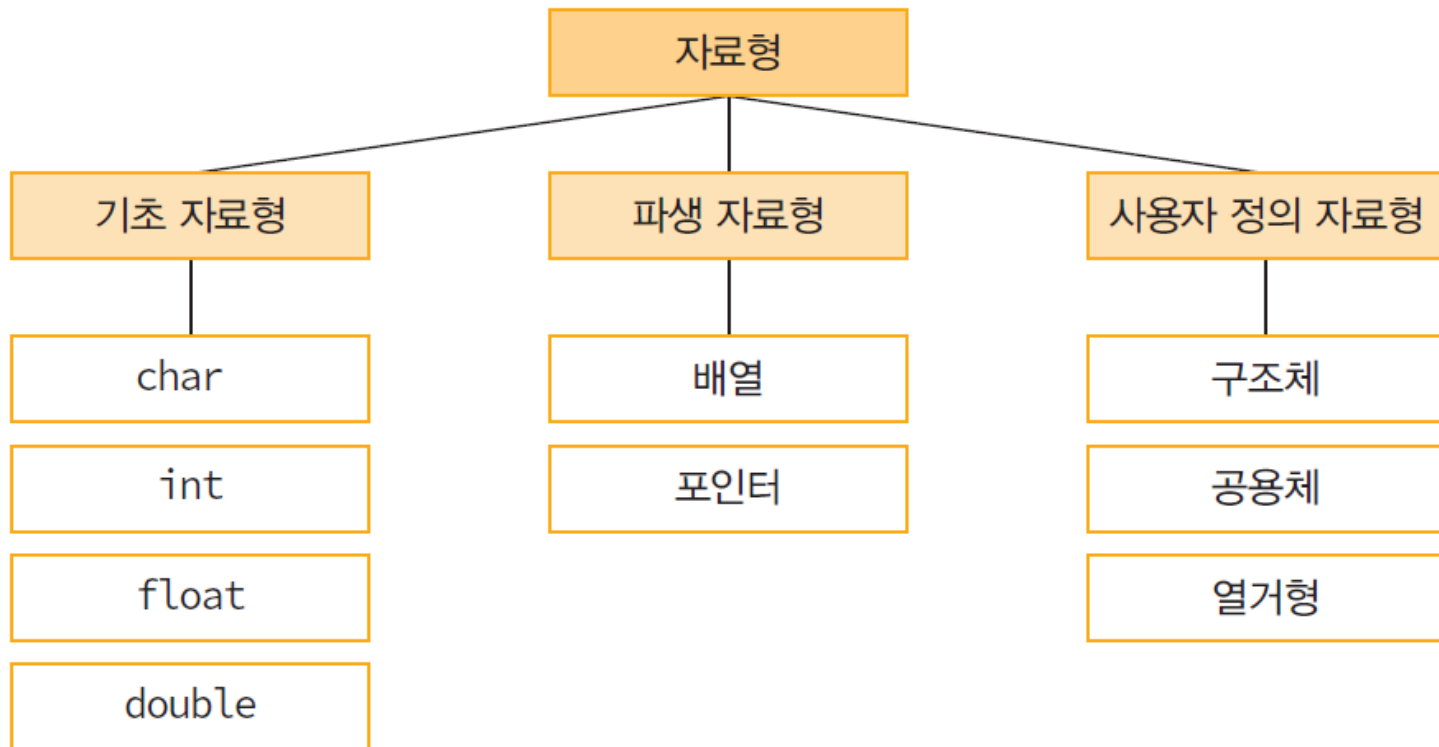 자료형
기초 자료형
파생 자료형
사용자 정의 자료형
char
배열
구조체
int
포인터
공용체
float
열거형
double